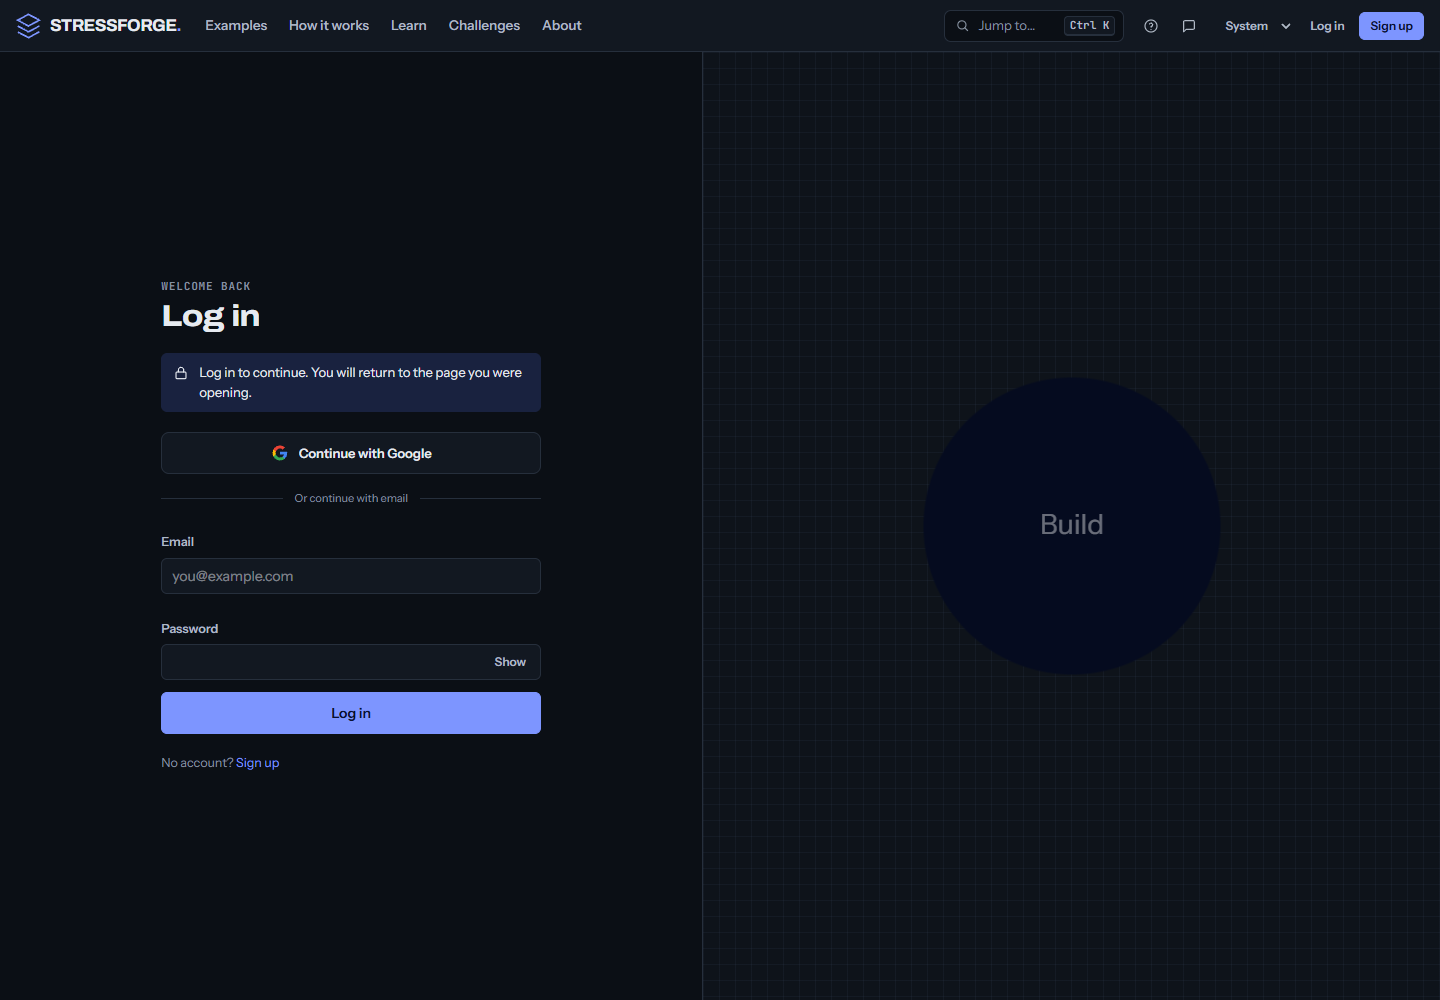 STRESSFORGE.
Examples
How it works
Learn
Challenges
About
Jump to...
Ctrl K
System
Log in
Sign up
WELCOME BACK
Log in
Log in to continue. You will return to the page you were
opening.
Continue with Google
Or continue with email
Email
you@example.com
Password
Show
Log in
No account? Sign up
Build